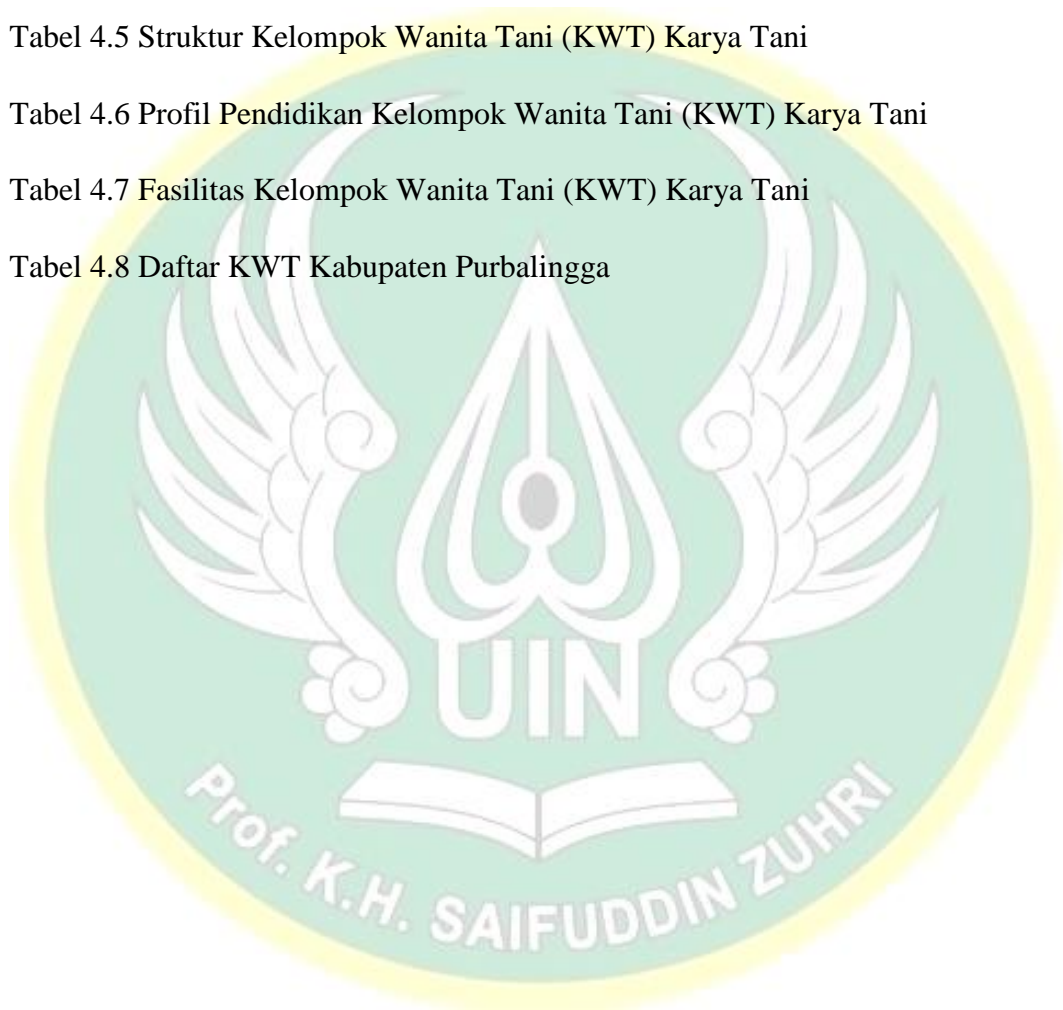 Tabel 4.5 Struktur Kelompok Wanita Tani (KWT) Karya Tani
Tabel 4.6 Profil Pendidikan Kelompok Wanita Tani (KWT) Karya Tani
Tabel 4.7 Fasilitas Kelompok Wanita Tani (KWT) Karya Tani
Tabel 4.8 Daftar KWT Kabupaten Purbalingga
UIN
Prof. K.H. SAIFUDDIN ZUHRI